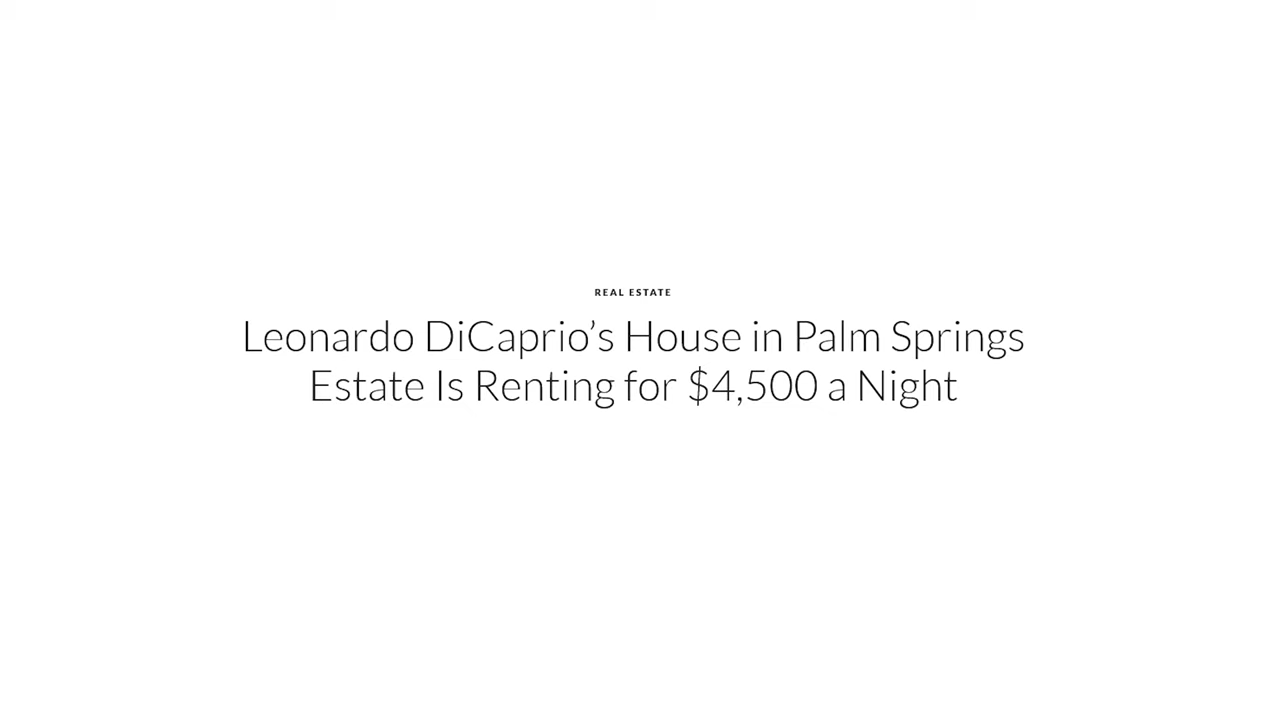 REAL ESTATE
Leonardo DiCaprio’s House in Palm Springs
Estate Is Renting for $4,500 a Night